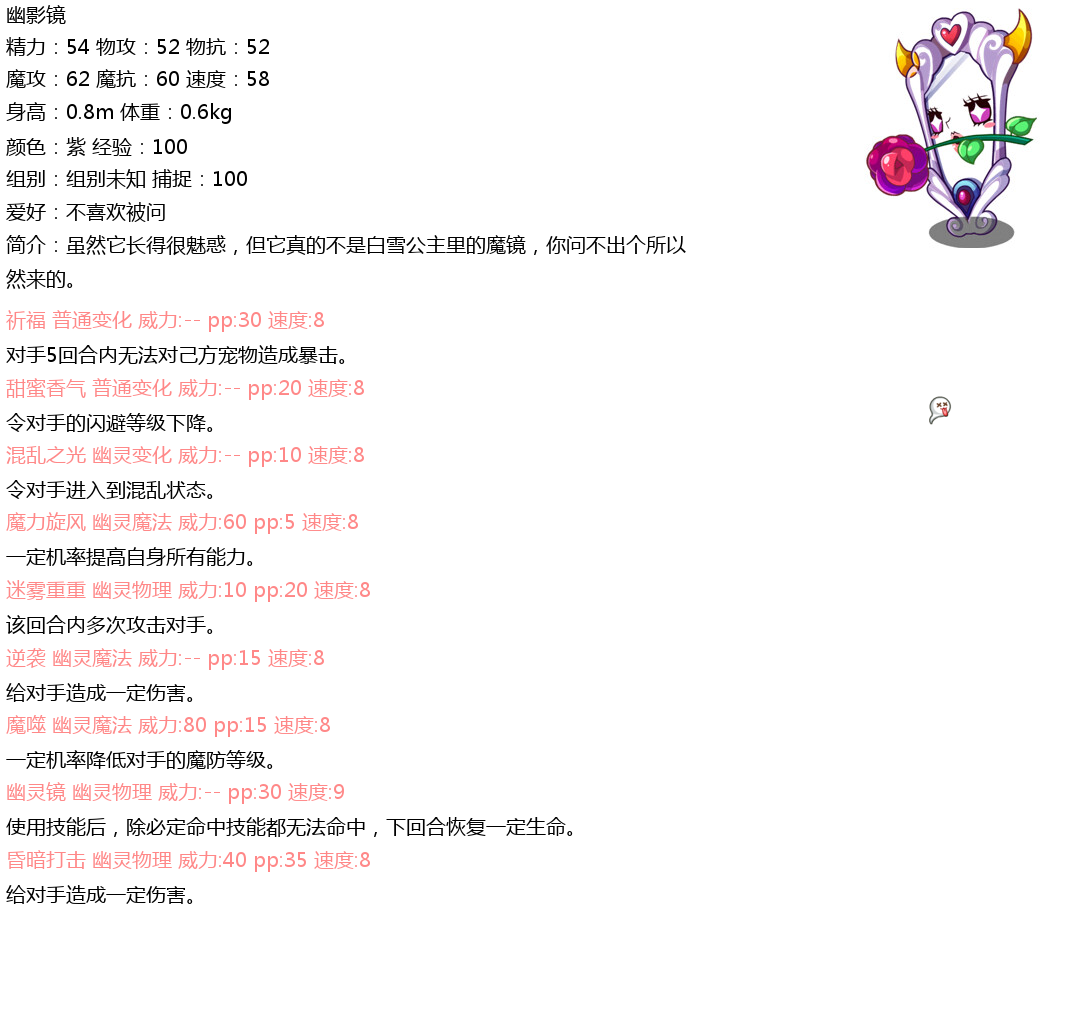 幽影镜
精力：54 物攻：52 物抗：52
魔攻：62 魔抗：60 速度：58
身高：0.8m 体重：0.6kg
颜色：紫 经验：100
组别：组别未知 捕捉：100
爱好：不喜欢被问
简介：虽然它长得很魅惑，但它真的不是白雪公主里的魔镜，你问不出个所以
然来的。
祈福 普通变化 威力:-- pp:30 速度:8
对手5回合内无法对己方宠物造成暴击。
甜蜜香气 普通变化 威力:-- pp:20 速度:8
令对手的闪避等级下降。
混乱之光 幽灵变化 威力:-- pp:10 速度:8
令对手进入到混乱状态。
魔力旋风 幽灵魔法 威力:60 pp:5 速度:8
一定机率提高自身所有能力。
迷雾重重 幽灵物理 威力:10 pp:20 速度:8
该回合内多次攻击对手。
逆袭 幽灵魔法 威力:-- pp:15 速度:8
给对手造成一定伤害。
魔噬 幽灵魔法 威力:80 pp:15 速度:8
一定机率降低对手的魔防等级。
幽灵镜 幽灵物理 威力:-- pp:30 速度:9
使用技能后，除必定命中技能都无法命中，下回合恢复一定生命。
昏暗打击 幽灵物理 威力:40 pp:35 速度:8
给对手造成一定伤害。